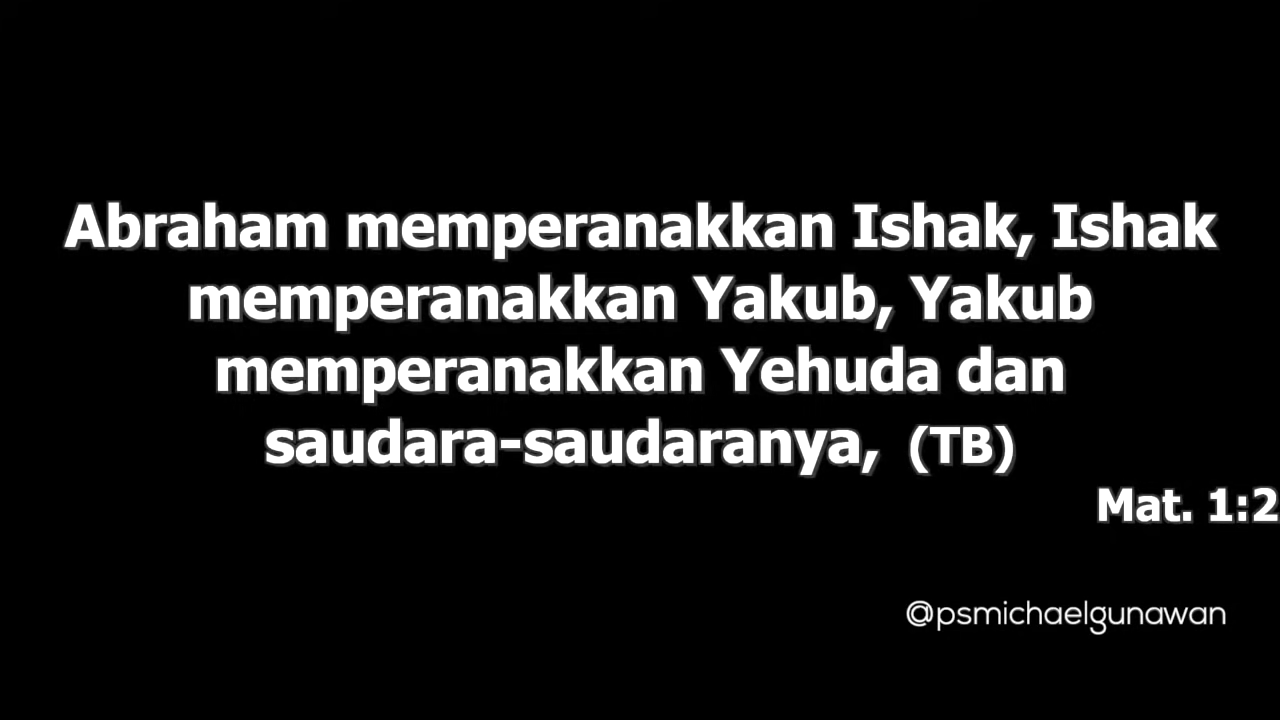 Abraham memperanakkan Ishak, Ishak
memperanakkan Yakub, Yakub
memperanakkan Yehuda dan
saudara-saudaranya, (TB)
Mat. 1:2
@psmichaelgunawan